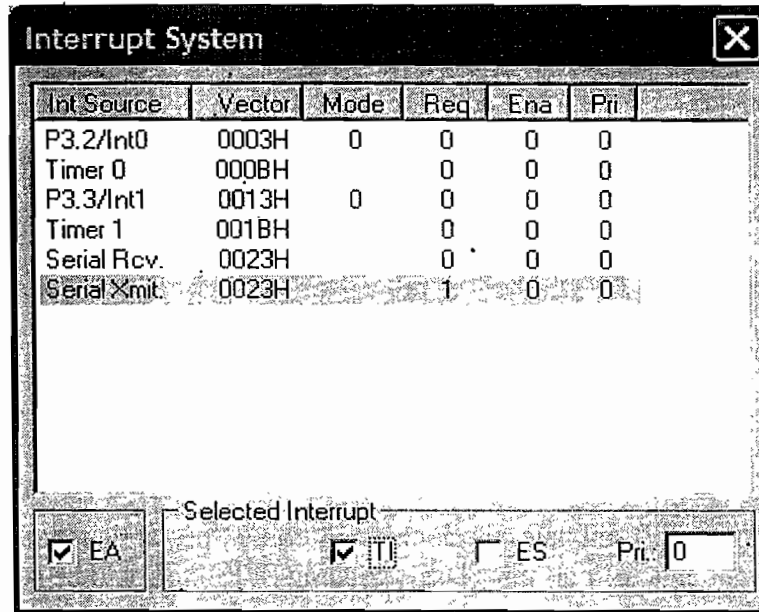 Interrupt System
Int Source Vector Mode Req Ena Pri
P3.2/Int0 0003H 0 0 0 0
Timer 0 000BH 0 0 0
P3.3/Int1 0013H 0 0 0 0
Timer 1 001BH 0 0 0
Serial Rcv. 0023H 0 0 0
Serial Xmit. 0023H 1 0 0
Selected Interrupt
EA TI ES Pri.: 0